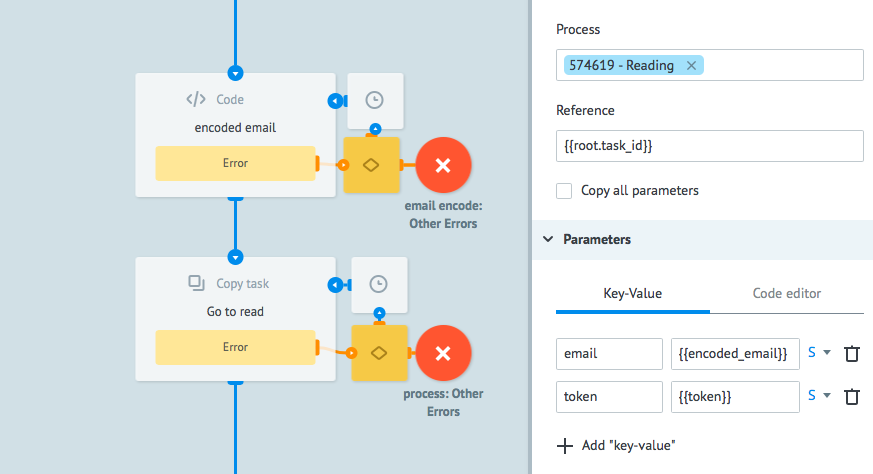 </> Code
encoded email
Error
email encode:
Other Errors
Copy task
Go to read
Error
process: Other
Errors
Process
574619 - Reading ×
Reference
{{root.task_id}}
Copy all parameters
Parameters
Key-Value
Code editor
email
{{encoded_email}}
S
token
{{token}}
S
Add "key-value"